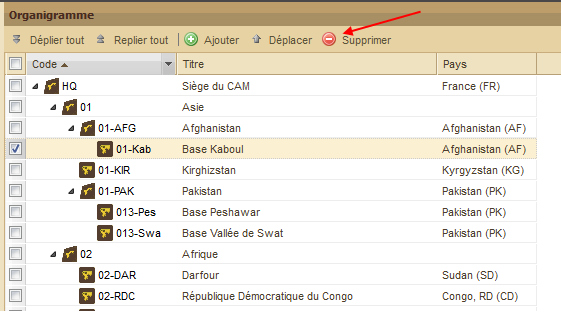 Organigramme
Déplier tout Replier tout Ajouter Déplacer Supprimer
Code Titre Pays
HQ Siège du CAM France (FR)
01 Asie
01-AFG Afghanistan Afghanistan (AF)
01-Kab Base Kaboul Afghanistan (AF)
01-KIR Kirghizstan Kyrgyzstan (KG)
01-PAK Pakistan Pakistan (PK)
013-Pes Base Peshawar Pakistan (PK)
013-Swa Base Vallée de Swat Pakistan (PK)
02 Afrique
02-DAR Darfour Sudan (SD)
02-RDC République Démocratique du Congo Congo, RD (CD)